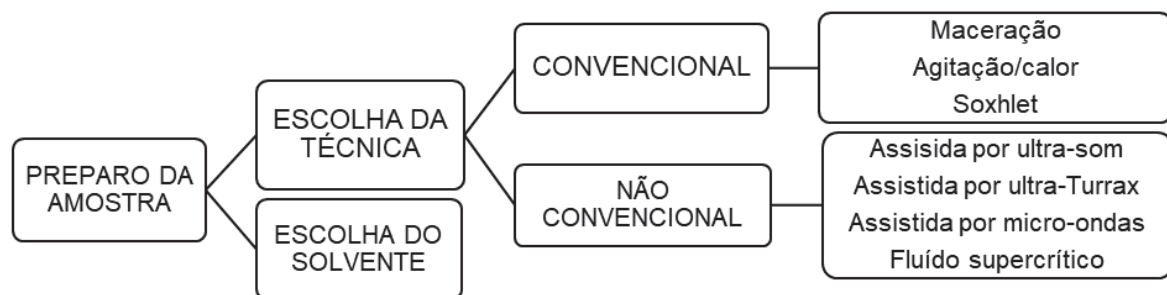 PREPARO DA
AMOSTRA
ESCOLHA DA
TÉCNICA
ESCOLHA DO
SOLVENTE
CONVENCIONAL
NÃO
CONVENCIONAL
Maceração
Agitação/calor
Soxhlet
Assisida por ultra-som
Assistida por ultra-Turrax
Assistida por micro-ondas
Fluído supercrítico